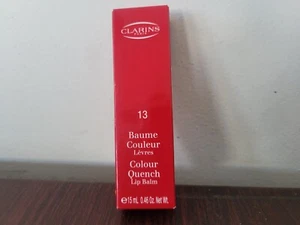 CLARINS
PARIS
13
Baume
Couleur
Lèvres
Colour
Quench
Lip Balm
℮ 15 mL 0.46 Oz. Net Wt.